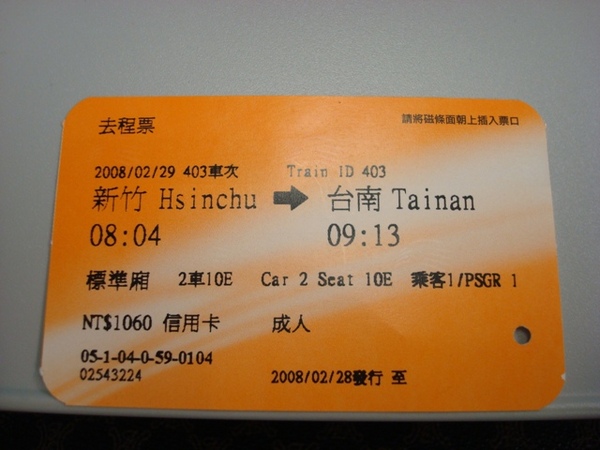 去程票
請將磁條面朝上插入票口
2008/02/29 403車次 Train ID 403
新竹 Hsinchu 台南 Tainan
08:04 09:13
標準廂 2車10E Car 2 Seat 10E 乘客1/PSGR 1
NT$1060 信用卡 成人
05-1-04-0-59-0104
02543224 2008/02/28發行 至